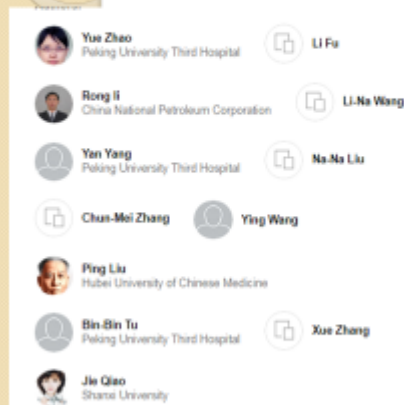 Yue Zhao
Peking University Third Hospital
Li Fu
Rong li
China National Petroleum Corporation
Li-Na Wang
Yan Yang
Peking University Third Hospital
Na-Na Liu
Chun-Mei Zhang
Ying Wang
Ping Liu
Hubei University of Chinese Medicine
Bin-Bin Tu
Peking University Third Hospital
Xue Zhang
Jie Qiao
Shanxi University